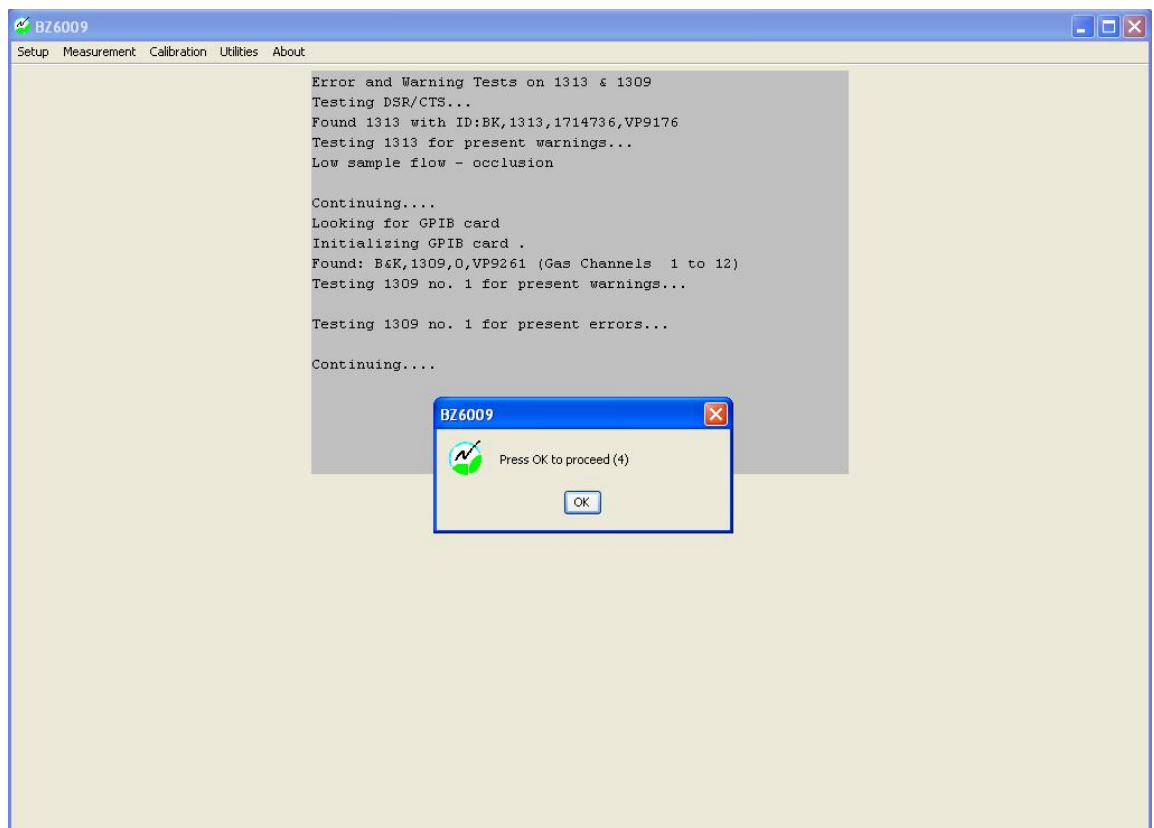 BZ6009
Setup Measurement Calibration Utilities About
Error and Warning Tests on 1313 & 1309
Testing DSR/CTS...
Found 1313 with ID:BK,1313,1714736,VP9176
Testing 1313 for present warnings...
Low sample flow - occlusion
Continuing....
Looking for GPIB card
Initializing GPIB card .
Found: B&K,1309,0,VP9261 (Gas Channels 1 to 12)
Testing 1309 no. 1 for present warnings...
Testing 1309 no. 1 for present errors...
Continuing....
BZ6009
Press OK to proceed (4)
OK